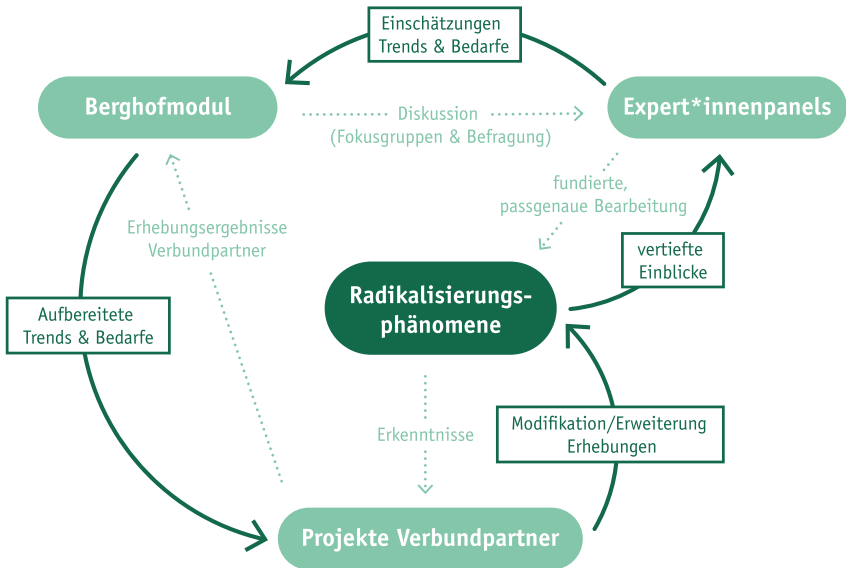 Einschätzungen
Trends & Bedarfe
Berghofmodul
Diskussion
(Fokusgruppen & Befragung)
Expert*innenpanels
fundierte,
passgenaue Bearbeitung
Erhebungsergebnisse
Verbundpartner
vertiefte
Einblicke
Radikalisierungs-
phänomene
Aufbereitete
Trends & Bedarfe
Erkenntnisse
Modifikation/Erweiterung
Erhebungen
Projekte Verbundpartner